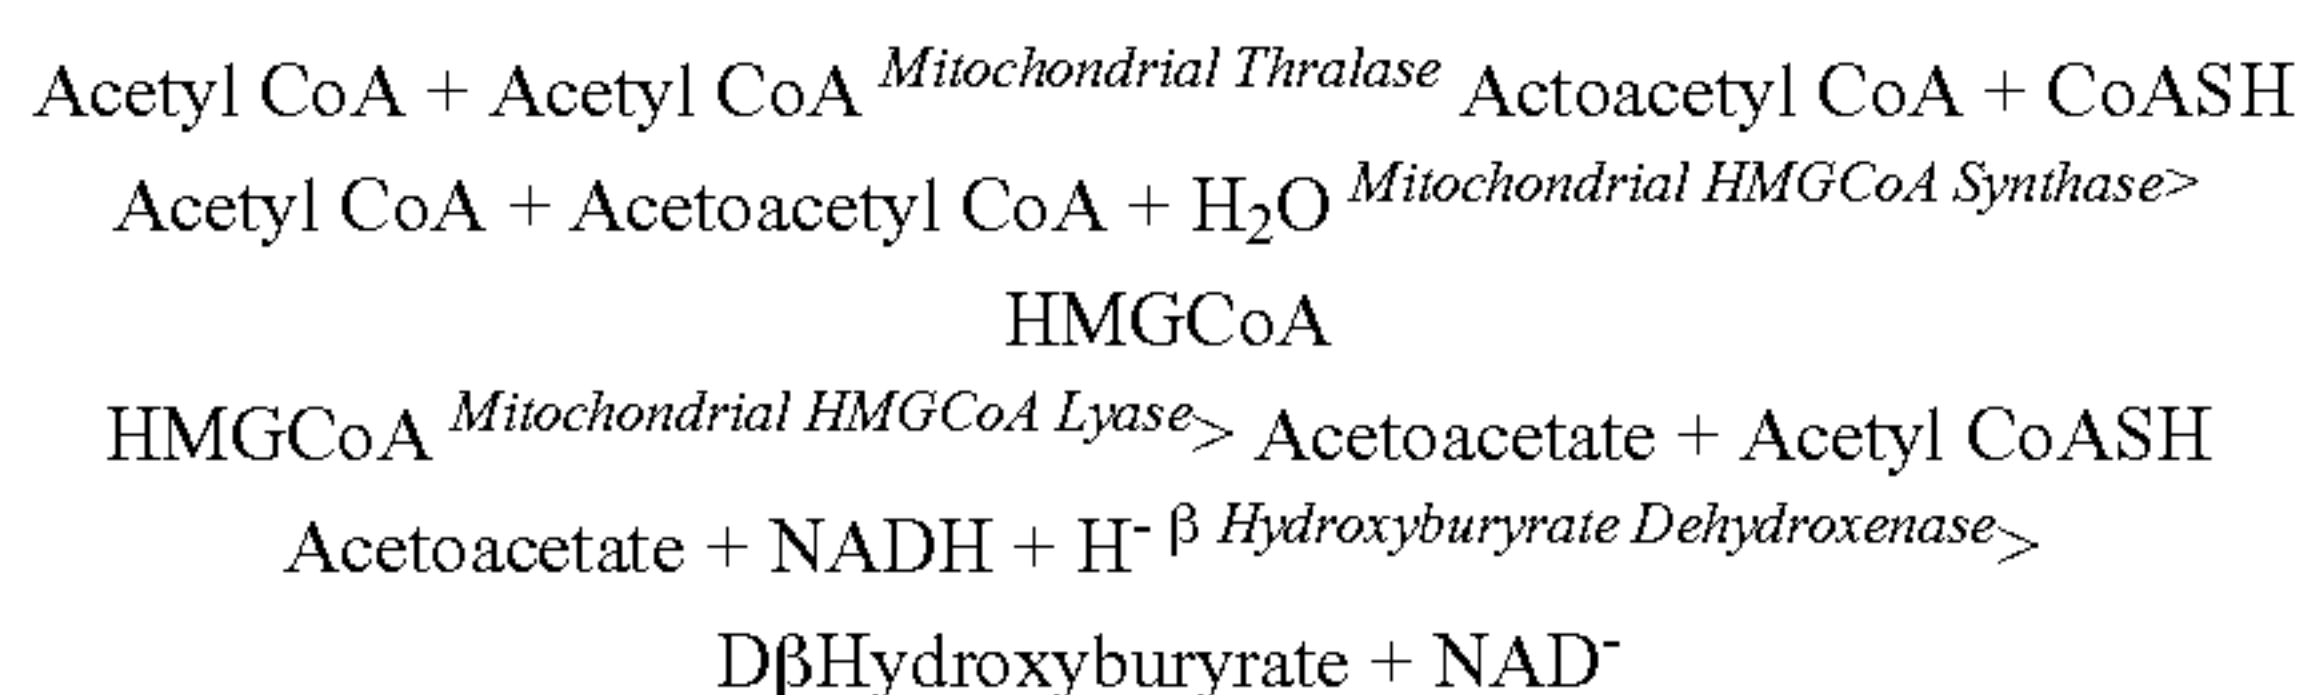 Acetyl CoA + Acetyl CoA Mitochondrial Thralase Actoacetyl CoA + CoASH
Acetyl CoA + Acetoacetyl CoA + H₂O Mitochondrial HMGCoA Synthase>
HMGCoA
HMGCoA Mitochondrial HMGCoA Lyase> Acetoacetate + Acetyl CoASH
Acetoacetate + NADH + H⁻ β Hydroxyburyrate Dehydroxenase>
DβHydroxyburyrate + NAD⁻